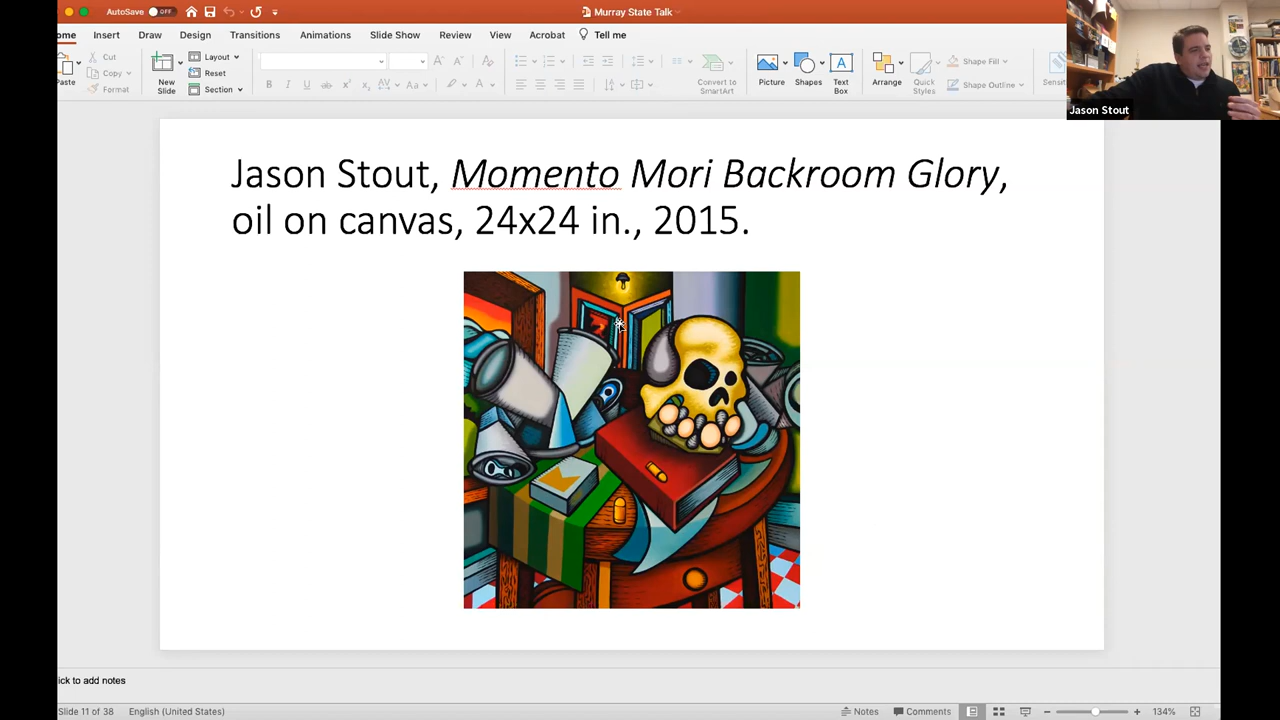 AutoSave OFF Murray State Talk
ome Insert Draw Design Transitions Animations Slide Show Review View Acrobat Tell me
Paste Cut Copy Format
New Slide Layout Reset Section
B I U
Aa A A
Convert to SmartArt
Picture Shapes Text Box Arrange Quick Styles Shape Fill Shape Outline Sensit
Jason Stout
Jason Stout, Momento Mori Backroom Glory,
oil on canvas, 24x24 in., 2015.
ick to add notes
Slide 11 of 38 English (United States) Notes Comments 134%